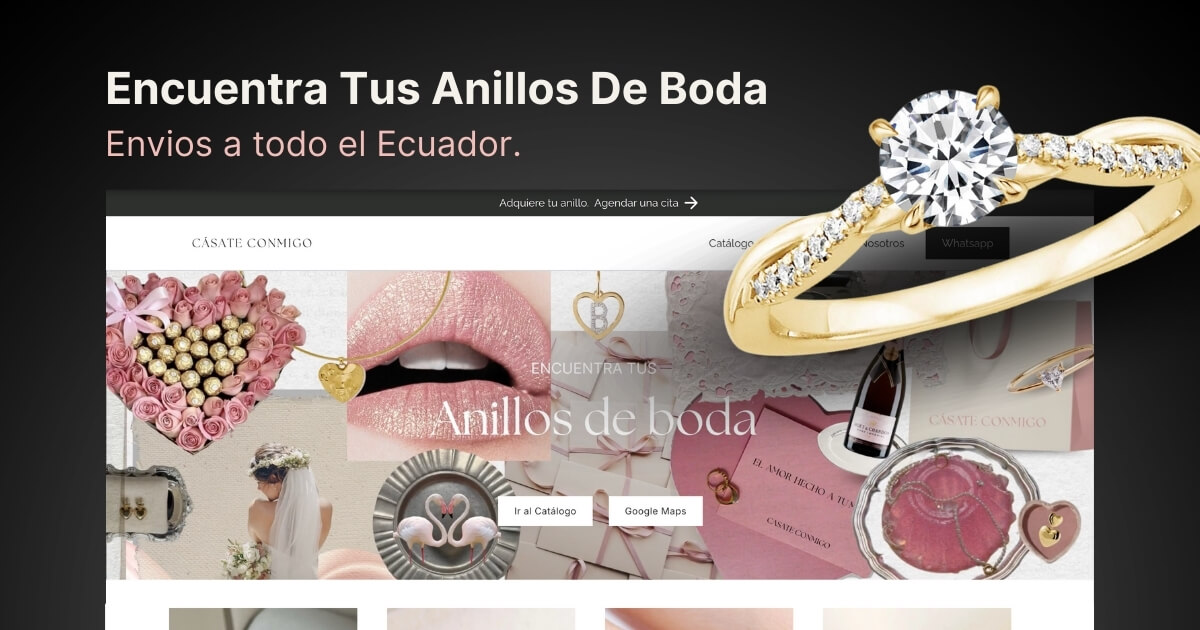 Encuentra Tus Anillos De Boda
Envios a todo el Ecuador.
Adquiere tu anillo. Agendar una cita
CÁSATE CONMIGO
Catálogo
Nosotros
Whatsapp
ENCUENTRA TUS
Anillos de boda
Ir al Catálogo
Google Maps
B
CÁSATE CONMIGO
EL AMOR HECHO A TU
CÁSATE CONMIGO